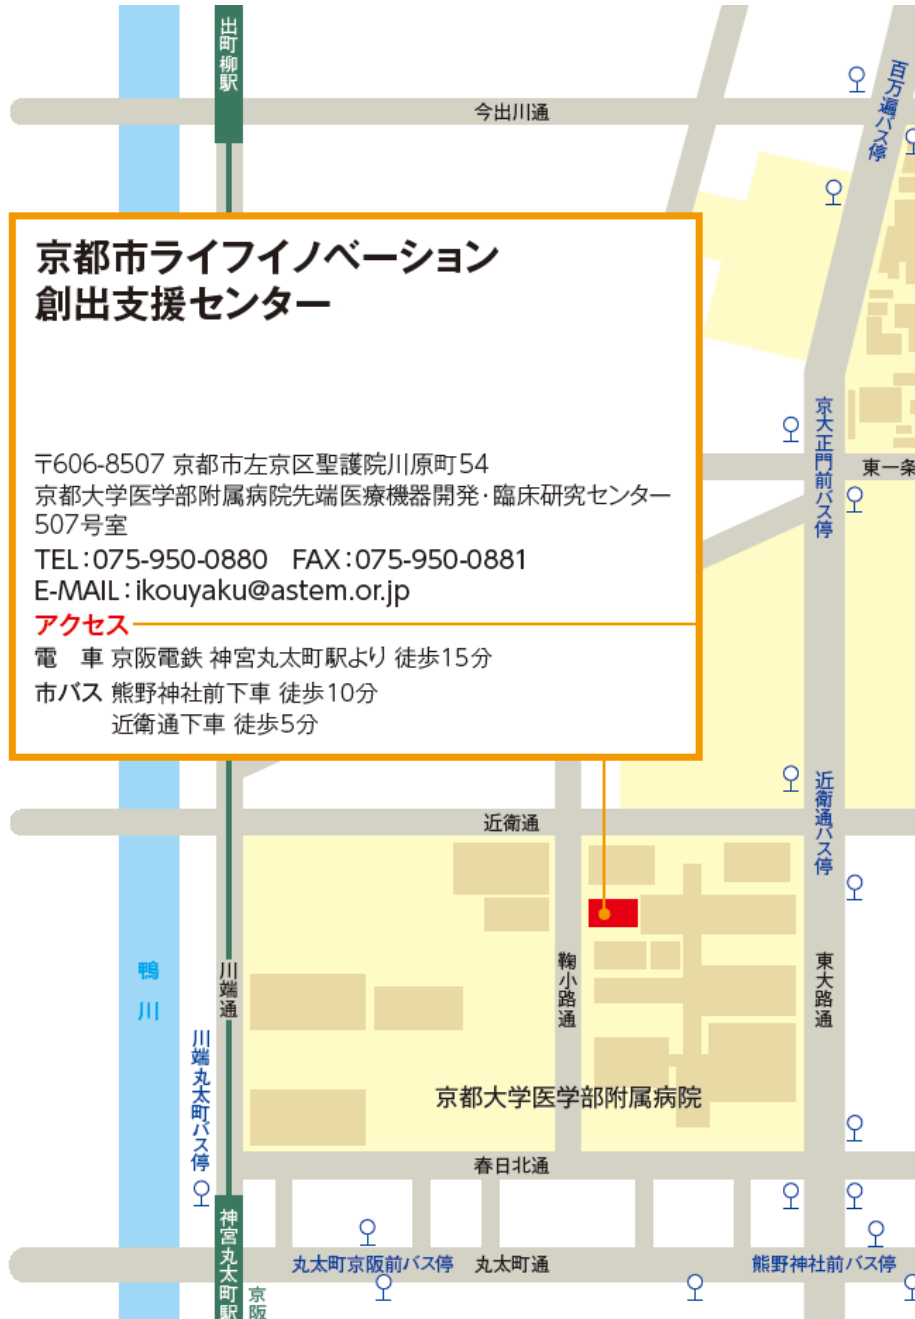 出町柳駅
今出川通
百万遍バス停
京都市ライフイノベーション
創出支援センター
〒606-8507 京都市左京区聖護院川原町54
京都大学医学部附属病院先端医療機器開発・臨床研究センター
507号室
TEL：075-950-0880　FAX：075-950-0881
E-MAIL：ikouyaku@astem.or.jp
アクセス
電　車 京阪電鉄 神宮丸太町駅より 徒歩15分
市バス 熊野神社前下車 徒歩10分
近衛通下車 徒歩5分
京大正門前バス停
東一条
近衛通
近衛通バス停
鴨川
川端通
鞠小路通
東大路通
川端丸太町バス停
京都大学医学部附属病院
春日北通
神宮丸太町駅
京阪
丸太町京阪前バス停
丸太町通
熊野神社前バス停